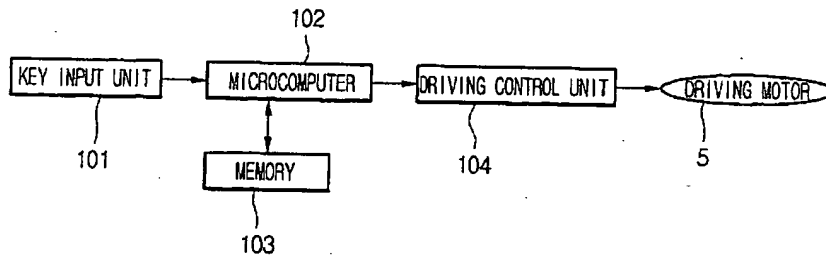 102
KEY INPUT UNIT
MICROCOMPUTER
DRIVING CONTROL UNIT
DRIVING MOTOR
101
104
5
MEMORY
103